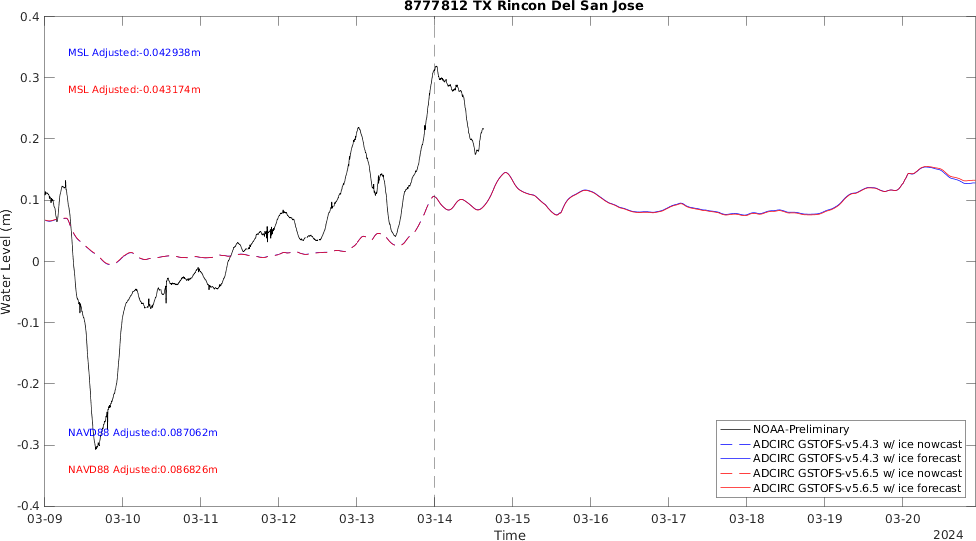 8777812 TX Rincon Del San Jose
0.4
MSL Adjusted:-0.042938m
0.3
MSL Adjusted:-0.043174m
0.2
0.1
Water Level (m)
0
-0.1
-0.2
-0.3
NAVD88 Adjusted:0.087062m
NAVD88 Adjusted:0.086826m
-0.4
NOAA-Preliminary
ADCIRC GSTOFS-v5.4.3 w/ ice nowcast
ADCIRC GSTOFS-v5.4.3 w/ ice forecast
ADCIRC GSTOFS-v5.6.5 w/ ice nowcast
ADCIRC GSTOFS-v5.6.5 w/ ice forecast
03-09 03-10 03-11 03-12 03-13 03-14 03-15 03-16 03-17 03-18 03-19 03-20
Time
2024